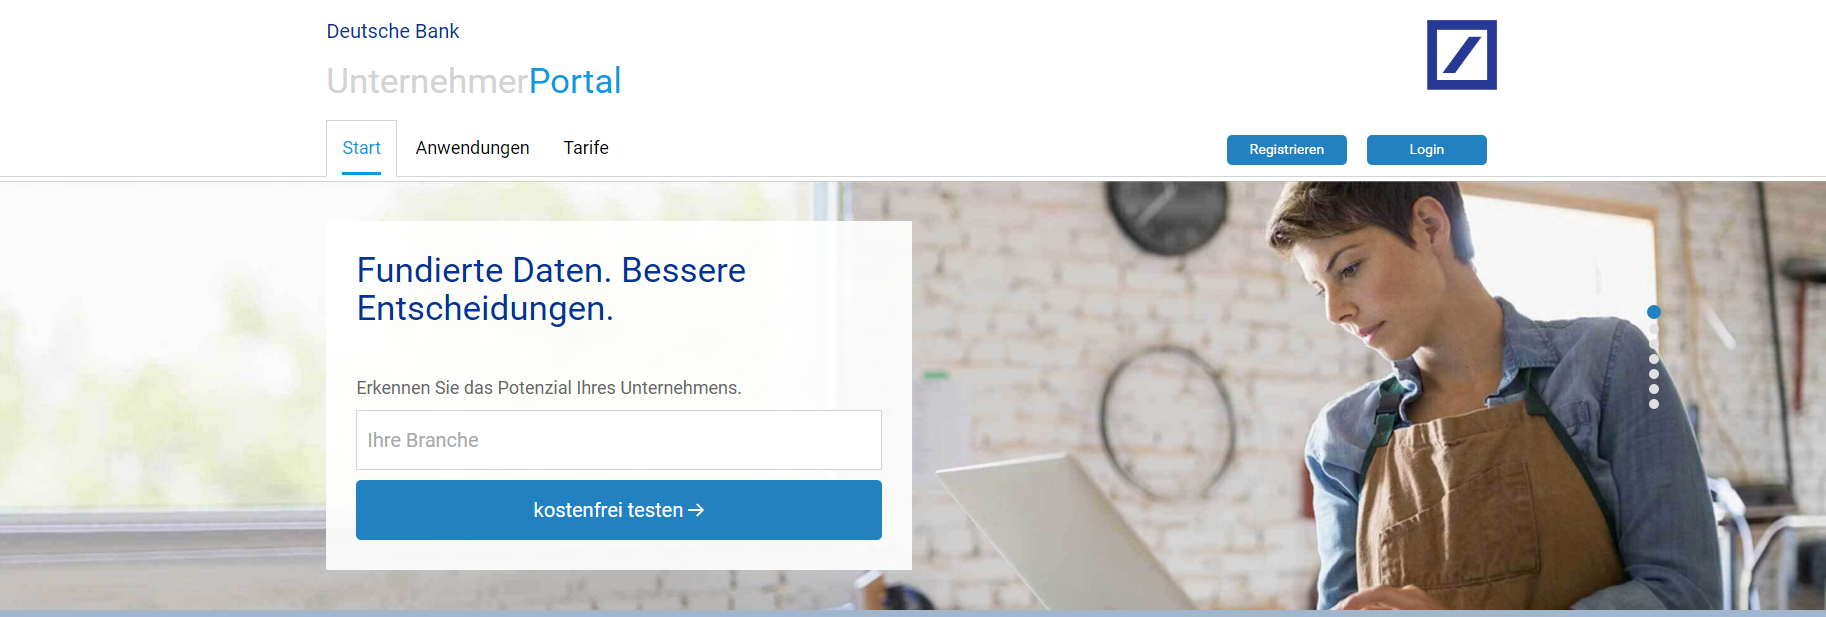 Deutsche Bank
UnternehmerPortal
Start Anwendungen Tarife
Registrieren Login
Fundierte Daten. Bessere
Entscheidungen.
Erkennen Sie das Potenzial Ihres Unternehmens.
Ihre Branche
kostenfrei testen →